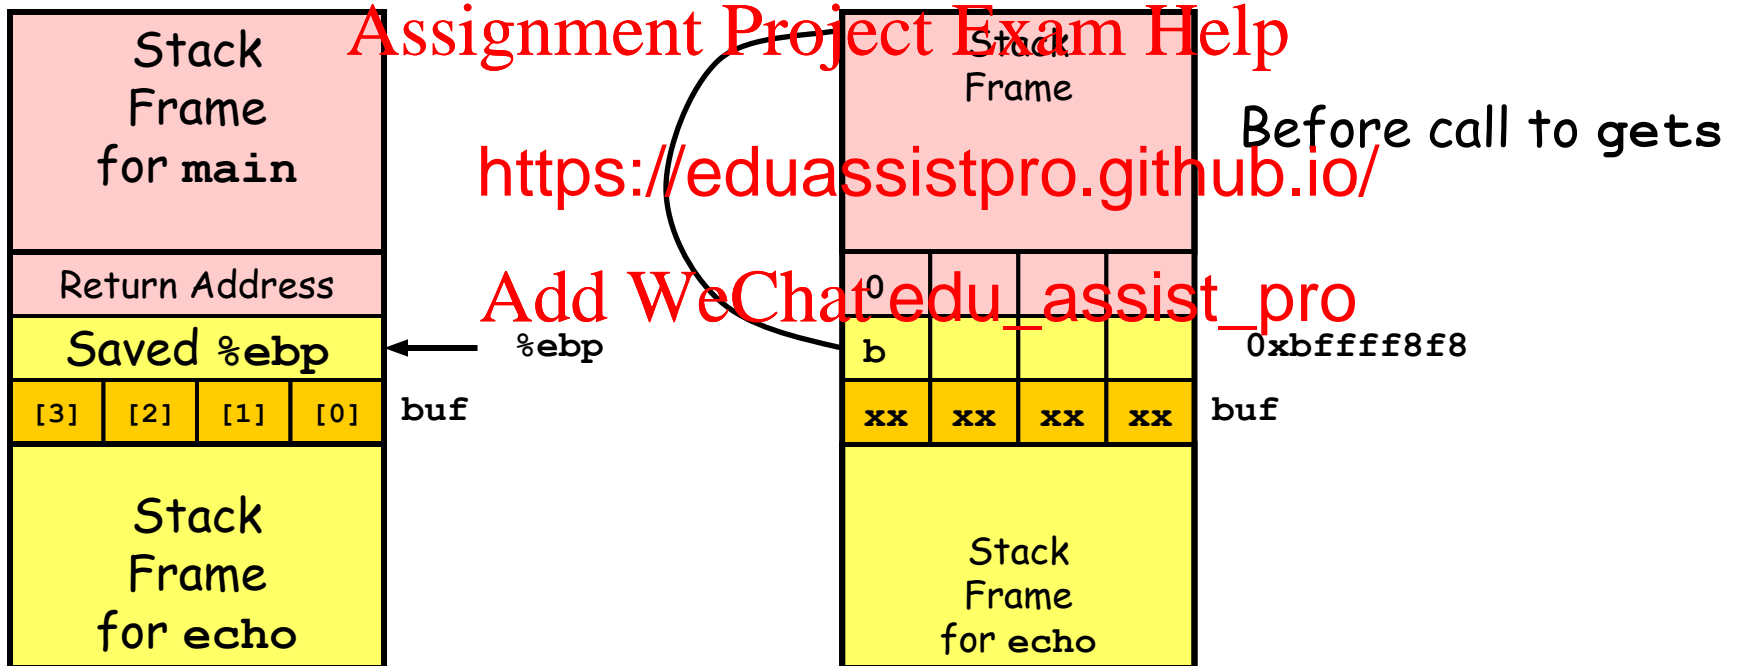 Assignment Project Exam Help
https://eduassistpro.github.io/
Add WeChat edu_assist_pro
Stack
Frame
for main
Return Address
Saved %ebp
%ebp
[3] [2] [1] [0] buf
Stack
Frame
for echo
Stack
Frame
Before call to gets
0
b
0xbffff8f8
xx xx xx xx buf
Stack
Frame
for echo